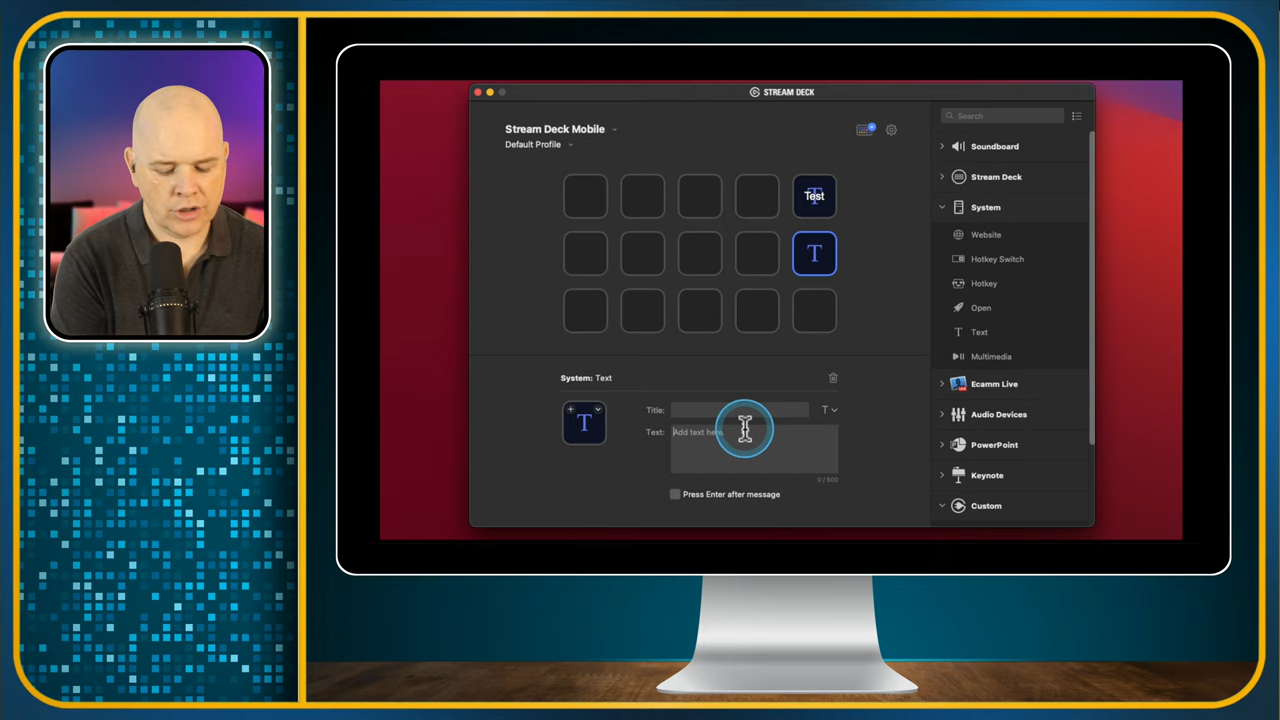 STREAM DECK
Stream Deck Mobile
Default Profile
Test
T
System: Text
T
Title:
T
Text:
Add text here.
0 / 500
Press Enter after message
Search
Soundboard
Stream Deck
System
Website
Hotkey Switch
Hotkey
Open
T Text
Multimedia
Ecamm Live
Audio Devices
PowerPoint
Keynote
Custom